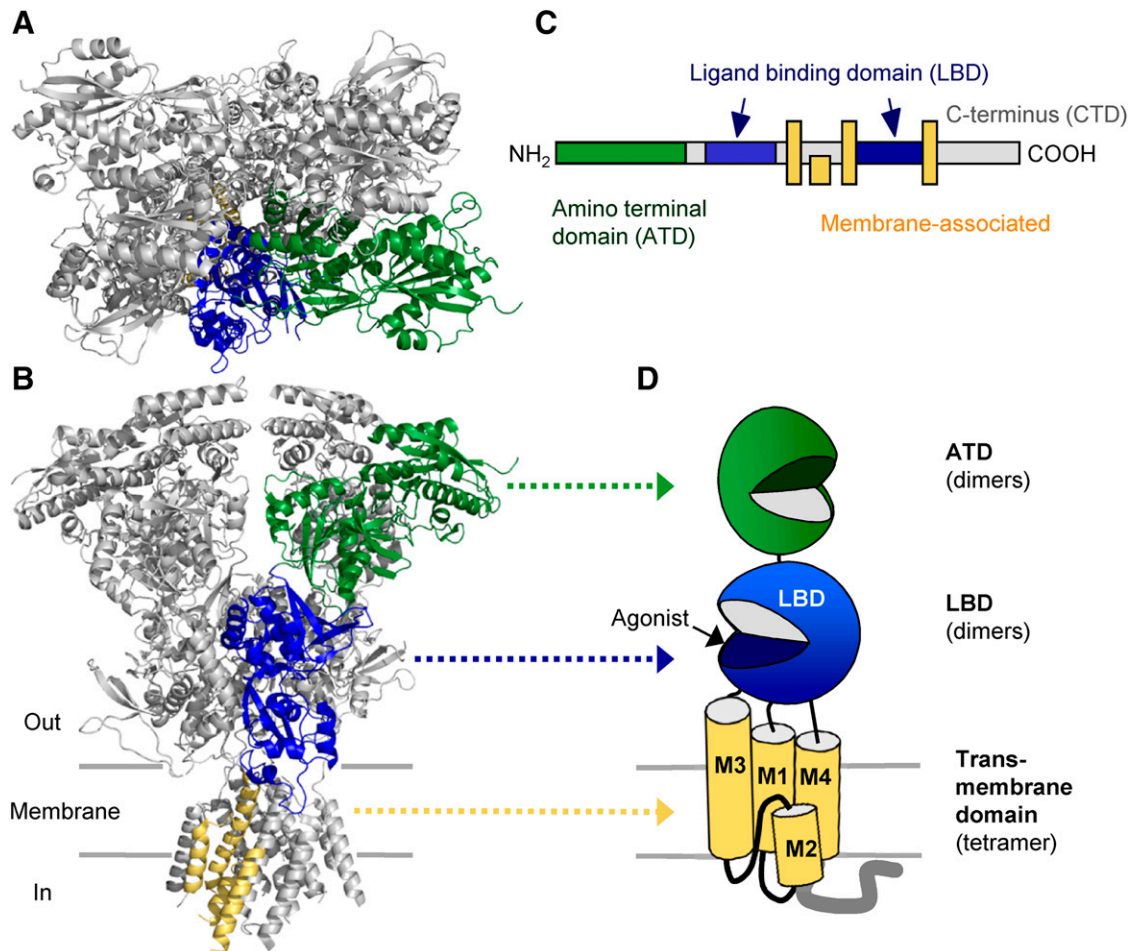 A
B
Out
Membrane
In
C
Ligand binding domain (LBD)
C-terminus (CTD)
NH2
COOH
Amino terminal
domain (ATD)
Membrane-associated
D
ATD
(dimers)
LBD
Agonist
LBD
(dimers)
M3
M1
M4
M2
Trans-
membrane
domain
(tetramer)